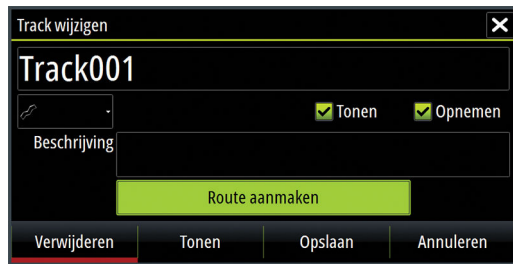 Track wijzigen
Track001
Tonen Opnemen
Beschrijving
Route aanmaken
Verwijderen Tonen Opslaan Annuleren